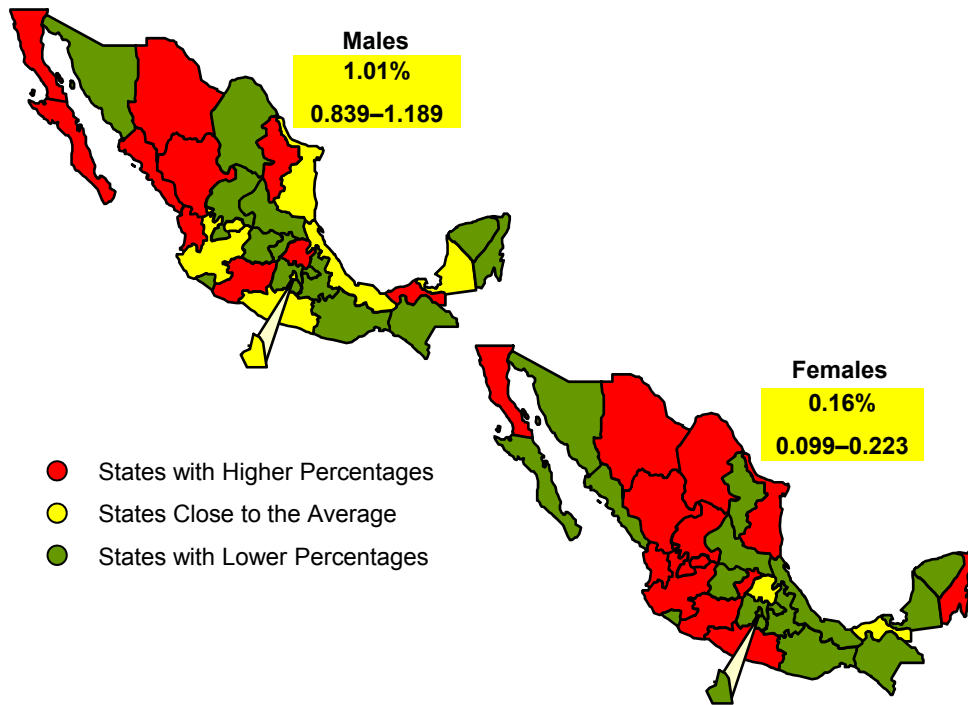 Males
1.01%
0.839–1.189
Females
0.16%
0.099–0.223
States with Higher Percentages
States Close to the Average
States with Lower Percentages